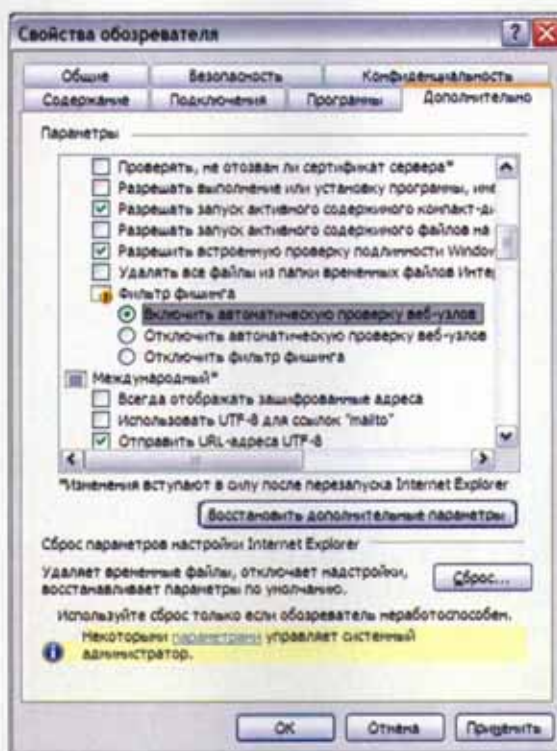 Свойства обозревателя
Общие Безопасность Конфиденциальность
Содержание Подключения Программы Дополнительно
Параметры
Проверять, не отозван ли сертификат сервера*
Разрешать выполнение или установку программы, име
Разрешать запуск активного содержимого компакт-ди
Разрешать запуск активного содержимого файлов на
Разрешить встроенную проверку подлинности Window
Удалять все файлы из папки временных файлов Инте
Фильтр фишинга
Включить автоматическую проверку веб-узлов
Отключить автоматическую проверку веб-узлов
Отключить фильтр фишинга
Международный*
Всегда отображать зашифрованные адреса
Использовать UTF-8 для ссылок "mailto"
Отправить URL-адреса UTF-8
*Изменения вступают в силу после перезапуска Internet Explorer
Восстановить дополнительные параметры
Сброс параметров настройки Internet Explorer
Удаляет временные файлы, отключает надстройки,
восстанавливает параметры по умолчанию.
Сброс...
Используйте сброс только если обозреватель неработоспособен.
Некоторыми параметрами управляет системный
администратор.
OK Отмена Применить